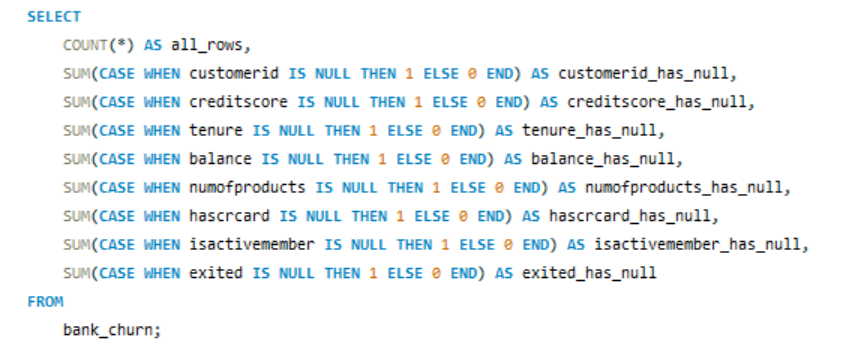 SELECT
    COUNT(*) AS all_rows,
    SUM(CASE WHEN customerid IS NULL THEN 1 ELSE 0 END) AS customerid_has_null,
    SUM(CASE WHEN creditscore IS NULL THEN 1 ELSE 0 END) AS creditscore_has_null,
    SUM(CASE WHEN tenure IS NULL THEN 1 ELSE 0 END) AS tenure_has_null,
    SUM(CASE WHEN balance IS NULL THEN 1 ELSE 0 END) AS balance_has_null,
    SUM(CASE WHEN numofproducts IS NULL THEN 1 ELSE 0 END) AS numofproducts_has_null,
    SUM(CASE WHEN hascrcard IS NULL THEN 1 ELSE 0 END) AS hascrcard_has_null,
    SUM(CASE WHEN isactivemember IS NULL THEN 1 ELSE 0 END) AS isactivemember_has_null,
    SUM(CASE WHEN exited IS NULL THEN 1 ELSE 0 END) AS exited_has_null
FROM
    bank_churn;